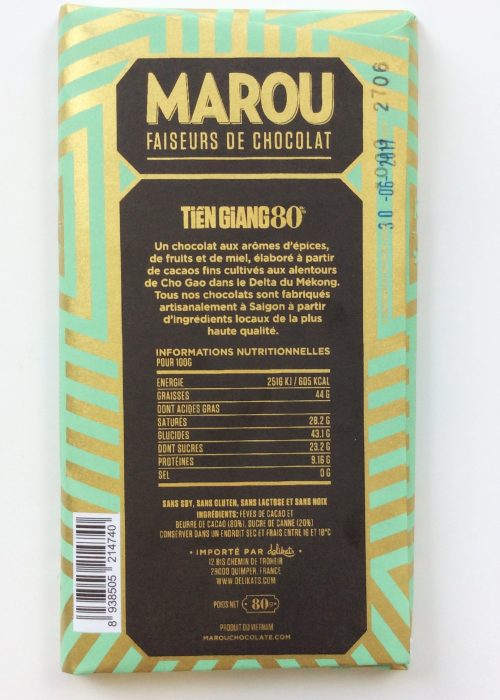 MAROU
FAISEURS DE CHOCOLAT
TIÊN GIANG 80%
Un chocolat aux arômes d'épices,
de fruits et de miel, élaboré à partir
de cacaos fins cultivés aux alentours
de Cho Gao dans le Delta du Mékong.
Tous nos chocolats sont fabriqués
artisanalement à Saigon à partir
d'ingrédients locaux de la plus
haute qualité.
INFORMATIONS NUTRITIONNELLES
POUR 100G
ENERGIE 2516 KJ / 605 KCAL
GRAISSES 44 G
DONT ACIDES GRAS
SATURÉS 28.2 G
GLUCIDES 43.1 G
DONT SUCRES 23.2 G
PROTÉINES 9.16 G
SEL 0 G
SANS SOY, SANS GLUTEN, SANS LACTOSE ET SANS NOIX
INGRÉDIENTS: FÈVES DE CACAO ET
BEURRE DE CACAO (80%), SUCRE DE CANNE (20%)
CONSERVER DANS UN ENDROIT SEC ET FRAIS ENTRE 16 ET 18°C
• IMPORTÉ PAR delikats •
12 BIS CHEMIN DE TROHEIR
29000 QUIMPER, FRANCE
WWW.DELIKATS.COM
POIDS NET 80 G
PRODUIT DU VIETNAM
MAROUCHOCOLATE.COM
8 938505 214740
2706
30 -06- 2017